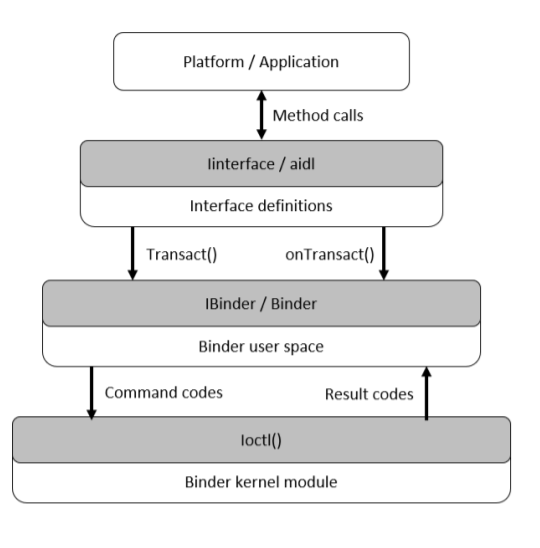 Platform / Application
Method calls
Iinterface / aidl
Interface definitions
Transact()
onTransact()
IBinder / Binder
Binder user space
Command codes
Result codes
Ioctl()
Binder kernel module